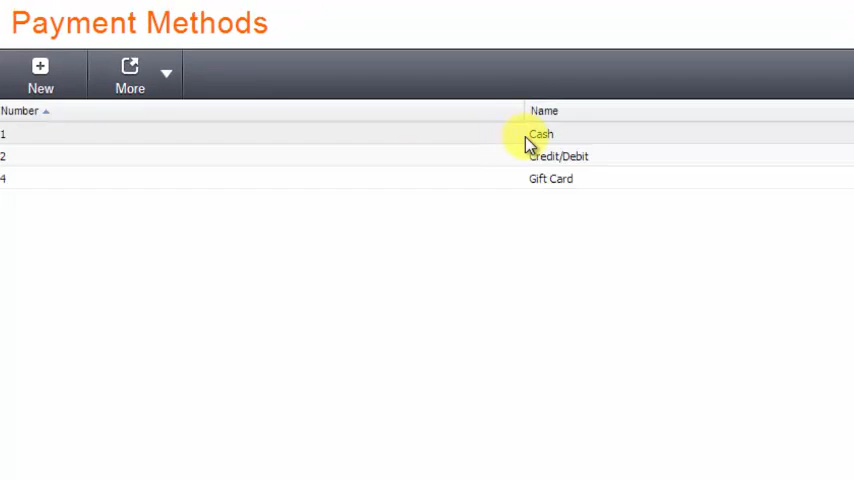 Payment Methods
New More
Number Name
1 Cash
2 Credit/Debit
4 Gift Card